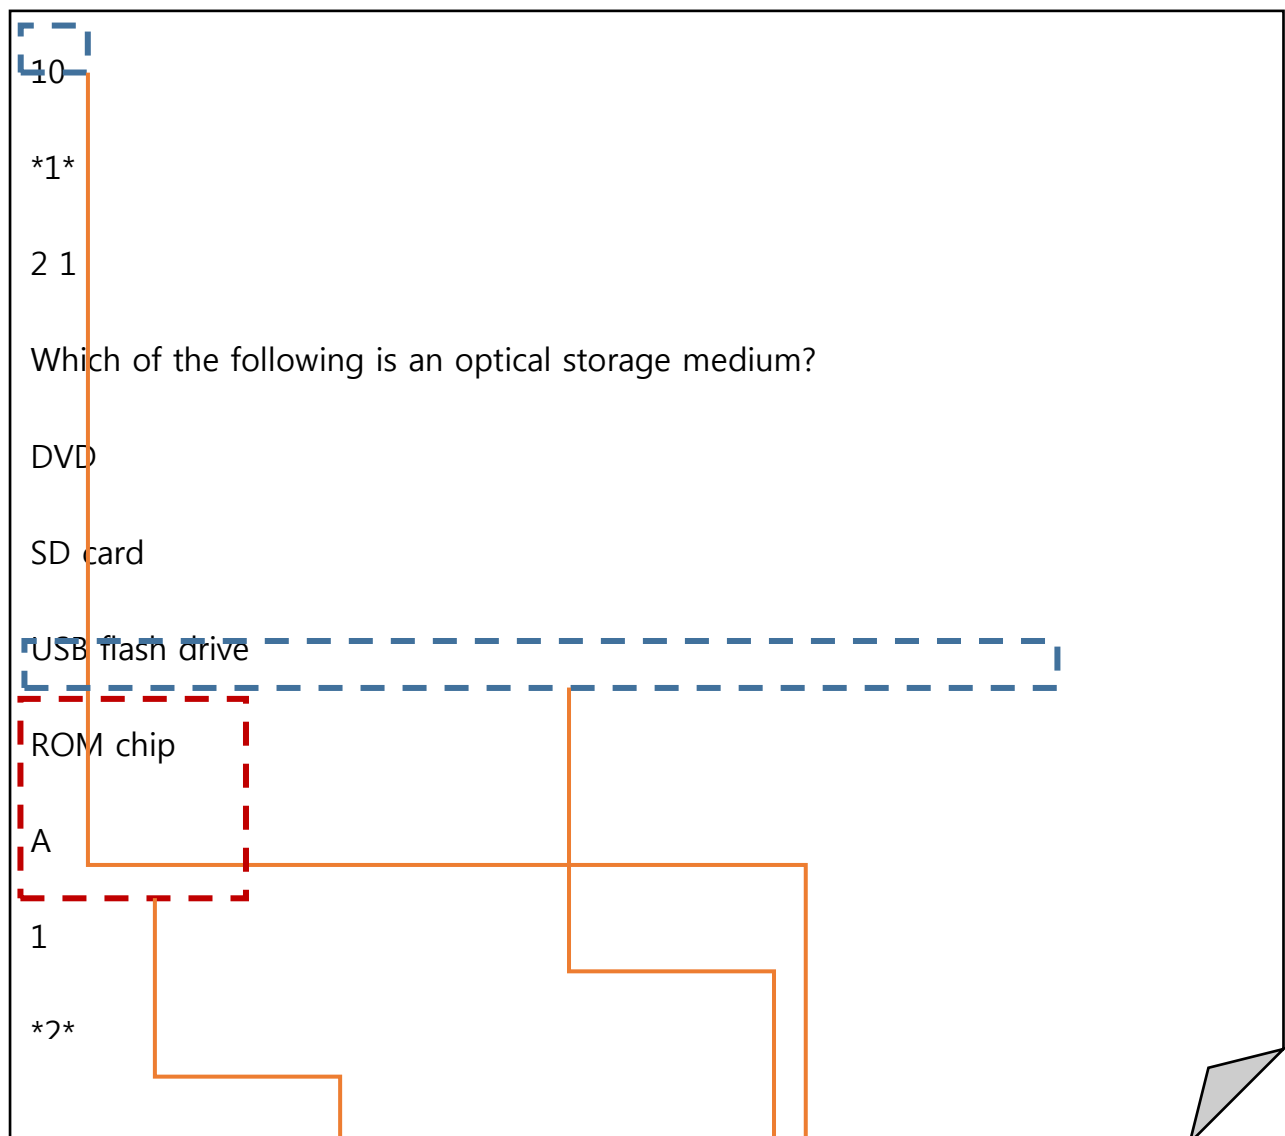 10
*1*
2 1
Which of the following is an optical storage medium?
DVD
SD card
USB flash drive
ROM chip
A
1
*2*